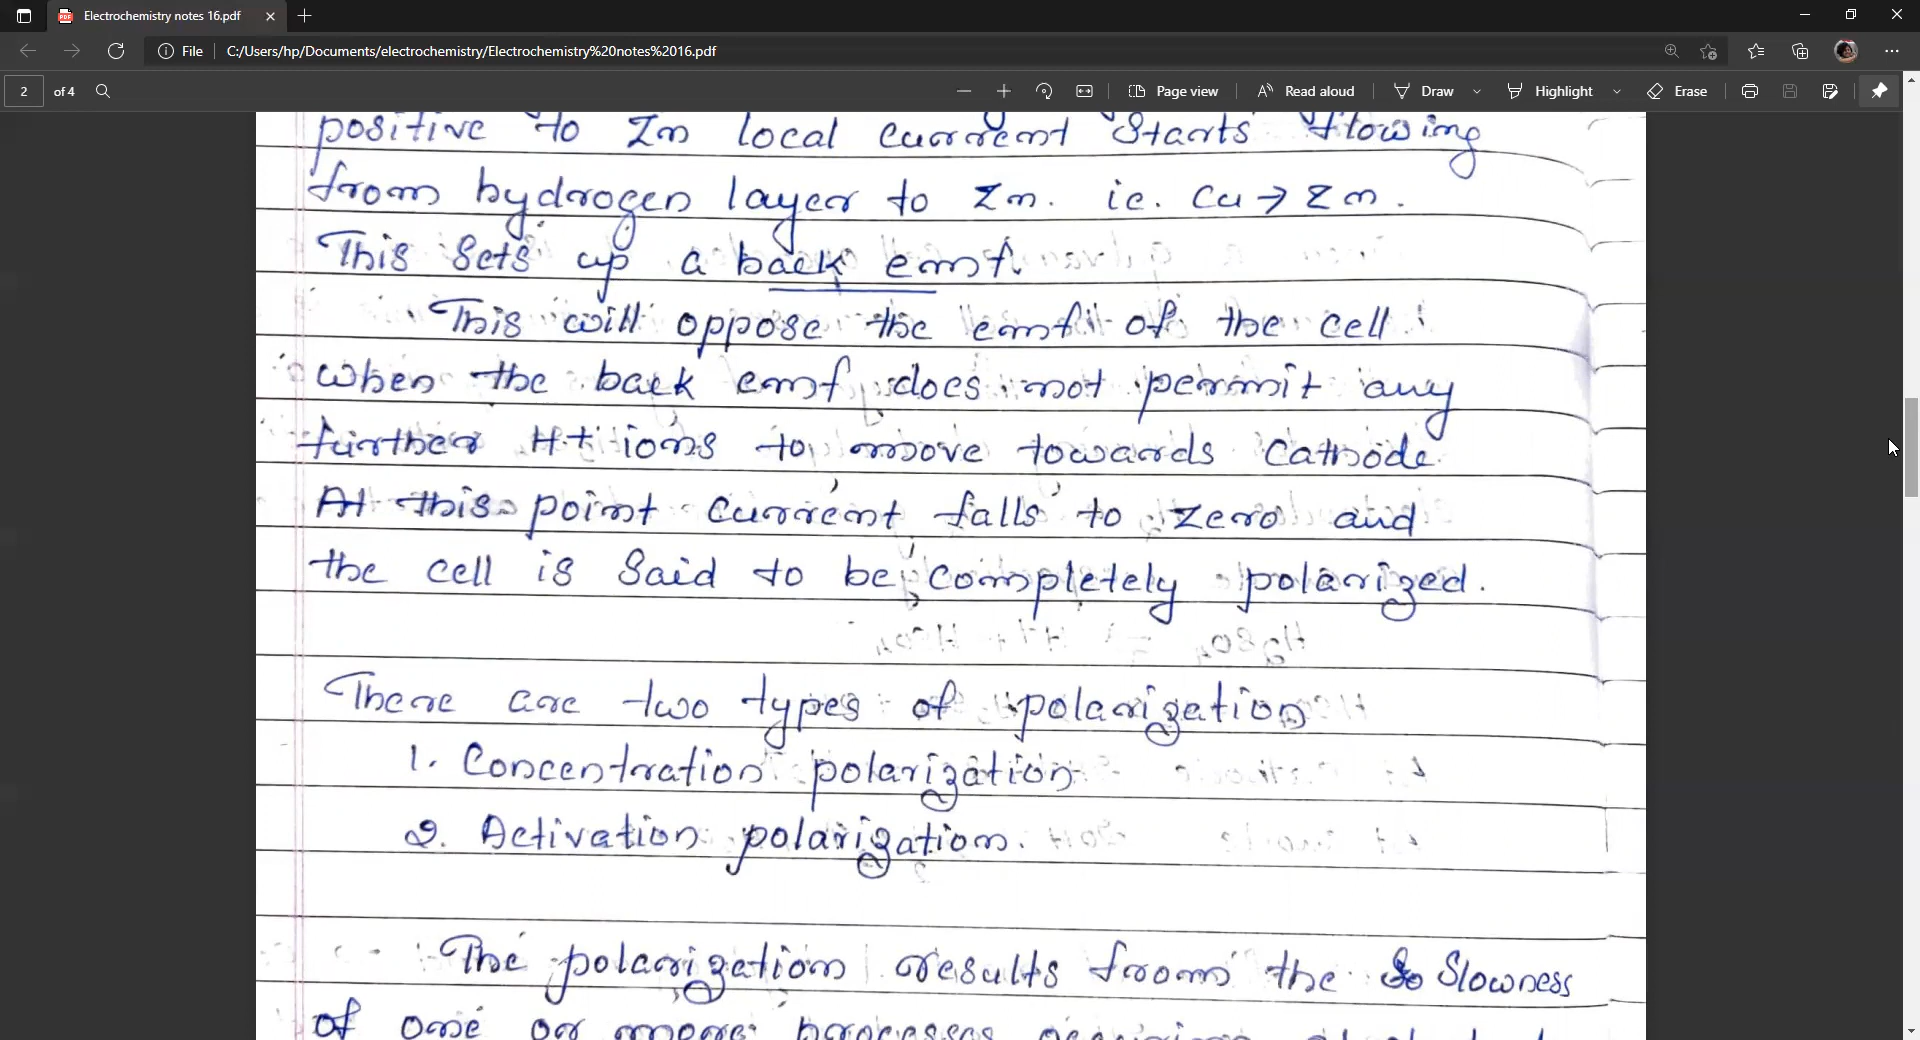 Electrochemistry notes 16.pdf
File C:/Users/hp/Documents/electrochemistry/Electrochemistry%20notes%2016.pdf
2 of 4 Page view Read aloud Draw Highlight Erase
positive to Zn local current starts flowing
from hydrogen layer to Zn. ie. Cu → Zn.
This sets up a back emf.
This will oppose the emf of the cell
when the back emf does not permit any
further H+ ions to move towards Cathode
At this point current falls to zero and
the cell is said to be completely polarized.
There are two types of polarization
1. Concentration polarization
2. Activation polarization.
The polarization results from the So Slowness
of one or more processes